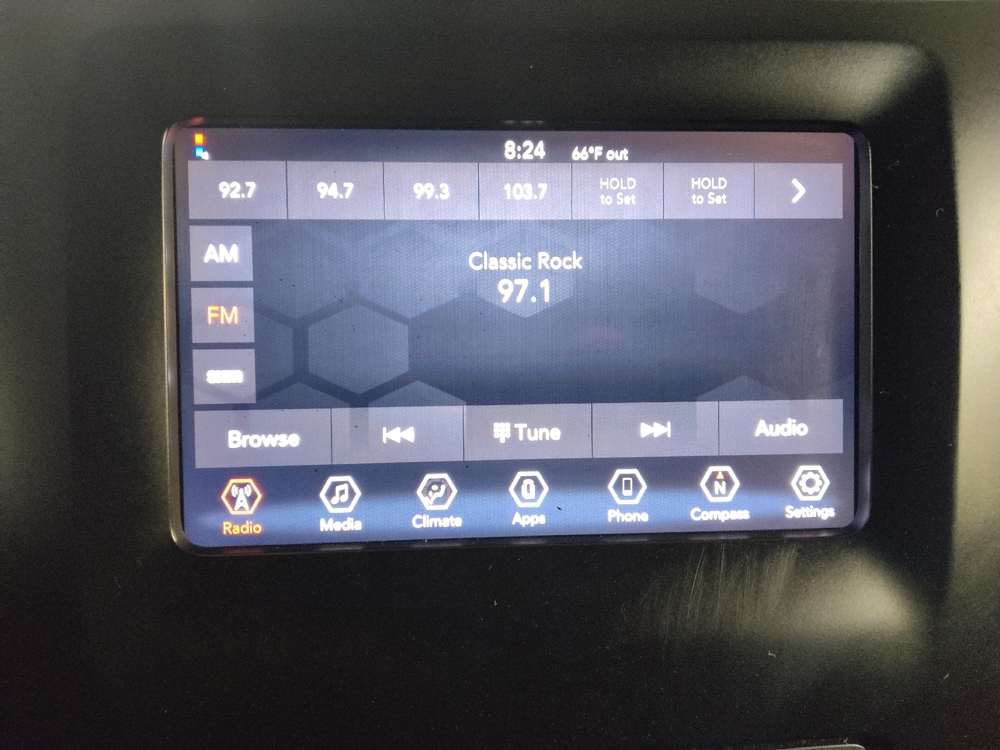 8:24 66°F out
92.7 94.7 99.3 103.7 HOLD to Set HOLD to Set
AM
Classic Rock
97.1
FM
Browse Tune Audio
N
Radio Media Climate Apps Phone Compass Settings